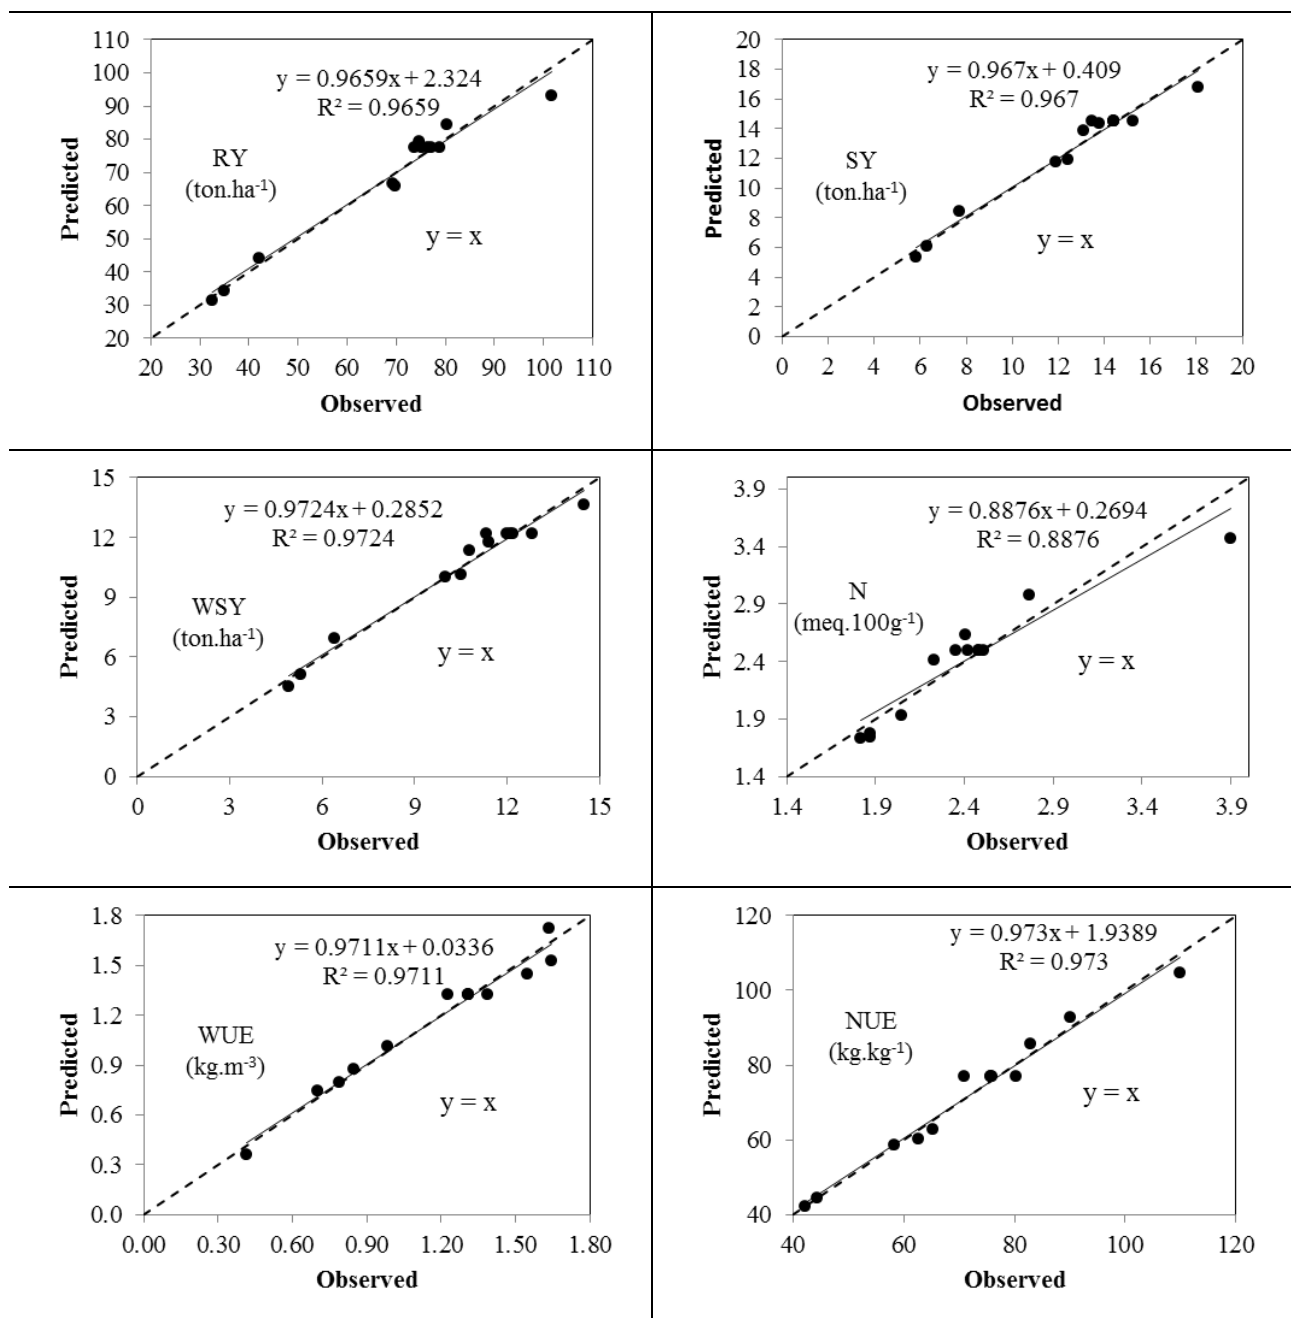 110
100
90
80
70
60
50
40
30
20
20 30 40 50 60 70 80 90 100 110
Predicted
Observed
y = 0.9659x + 2.324
R² = 0.9659
RY
(ton.ha⁻¹)
y = x
20
18
16
14
12
10
8
6
4
2
0
0 2 4 6 8 10 12 14 16 18 20
Predicted
Observed
y = 0.967x + 0.409
R² = 0.967
SY
(ton.ha⁻¹)
y = x
15
12
9
6
3
0
0 3 6 9 12 15
Predicted
Observed
y = 0.9724x + 0.2852
R² = 0.9724
WSY
(ton.ha⁻¹)
y = x
3.9
3.4
2.9
2.4
1.9
1.4
1.4 1.9 2.4 2.9 3.4 3.9
Predicted
Observed
y = 0.8876x + 0.2694
R² = 0.8876
N
(meq.100g⁻¹)
y = x
1.8
1.5
1.2
0.9
0.6
0.3
0.0
0.00 0.30 0.60 0.90 1.20 1.50 1.80
Predicted
Observed
y = 0.9711x + 0.0336
R² = 0.9711
WUE
(kg.m⁻³)
y = x
120
100
80
60
40
40 60 80 100 120
Predicted
Observed
y = 0.973x + 1.9389
R² = 0.973
NUE
(kg.kg⁻¹)
y = x